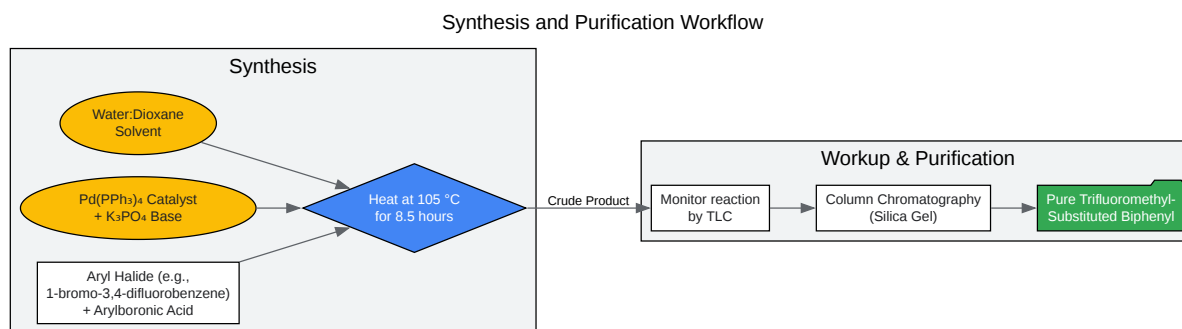 Synthesis and Purification Workflow
Synthesis
Water:Dioxane
Solvent
Pd(PPh₃)₄ Catalyst
+ K₃PO₄ Base
Aryl Halide (e.g.,
1-bromo-3,4-difluorobenzene)
+ Arylboronic Acid
Heat at 105 °C
for 8.5 hours
Crude Product
Workup & Purification
Monitor reaction
by TLC
Column Chromatography
(Silica Gel)
Pure Trifluoromethyl-
Substituted Biphenyl